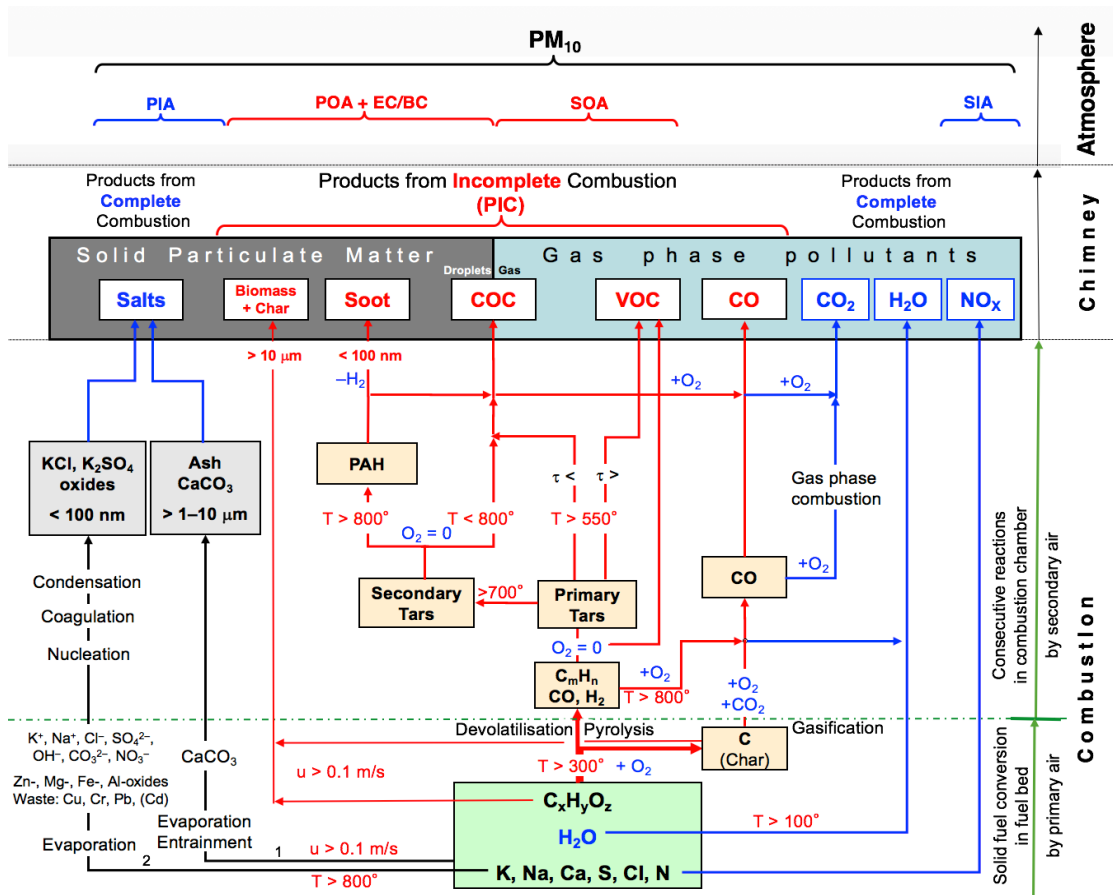 PM₁₀
PIA
POA + EC/BC
SOA
SIA
Atmosphere
Products from
Complete
Combustion
Products from Incomplete Combustion
(PIC)
Products from
Complete
Combustion
Solid Particulate Matter
Gas phase pollutants
Droplets
Gas
Salts
Biomass
+ Char
Soot
COC
VOC
CO
CO₂
H₂O
NOₓ
Chimney
> 10 μm
< 100 nm
–H₂
+O₂
+O₂
KCl, K₂SO₄
oxides
< 100 nm
Ash
CaCO₃
> 1–10 μm
PAH
τ <
τ >
Gas phase
combustion
T > 800°
T < 800°
T > 550°
O₂ = 0
Condensation
Coagulation
Nucleation
Secondary
Tars
>700°
Primary
Tars
CO
+O₂
O₂ = 0
CₘHₙ
CO, H₂
+O₂
T > 800°
+O₂
+CO₂
Consecutive reactions
in combustion chamber
by secondary air
Combustion
K⁺, Na⁺, Cl⁻, SO₄²⁻,
OH⁻, CO₃²⁻, NO₃⁻
Zn-, Mg-, Fe-, Al-oxides
Waste: Cu, Cr, Pb, (Cd)
CaCO₃
Devolatilisation
Pyrolysis
Gasification
C
(Char)
u > 0.1 m/s
T > 300°
+ O₂
Evaporation
2
Evaporation
Entrainment
1
u > 0.1 m/s
T > 800°
CₓHᵧO_z
H₂O
K, Na, Ca, S, Cl, N
T > 100°
Solid fuel conversion
in fuel bed
by primary air